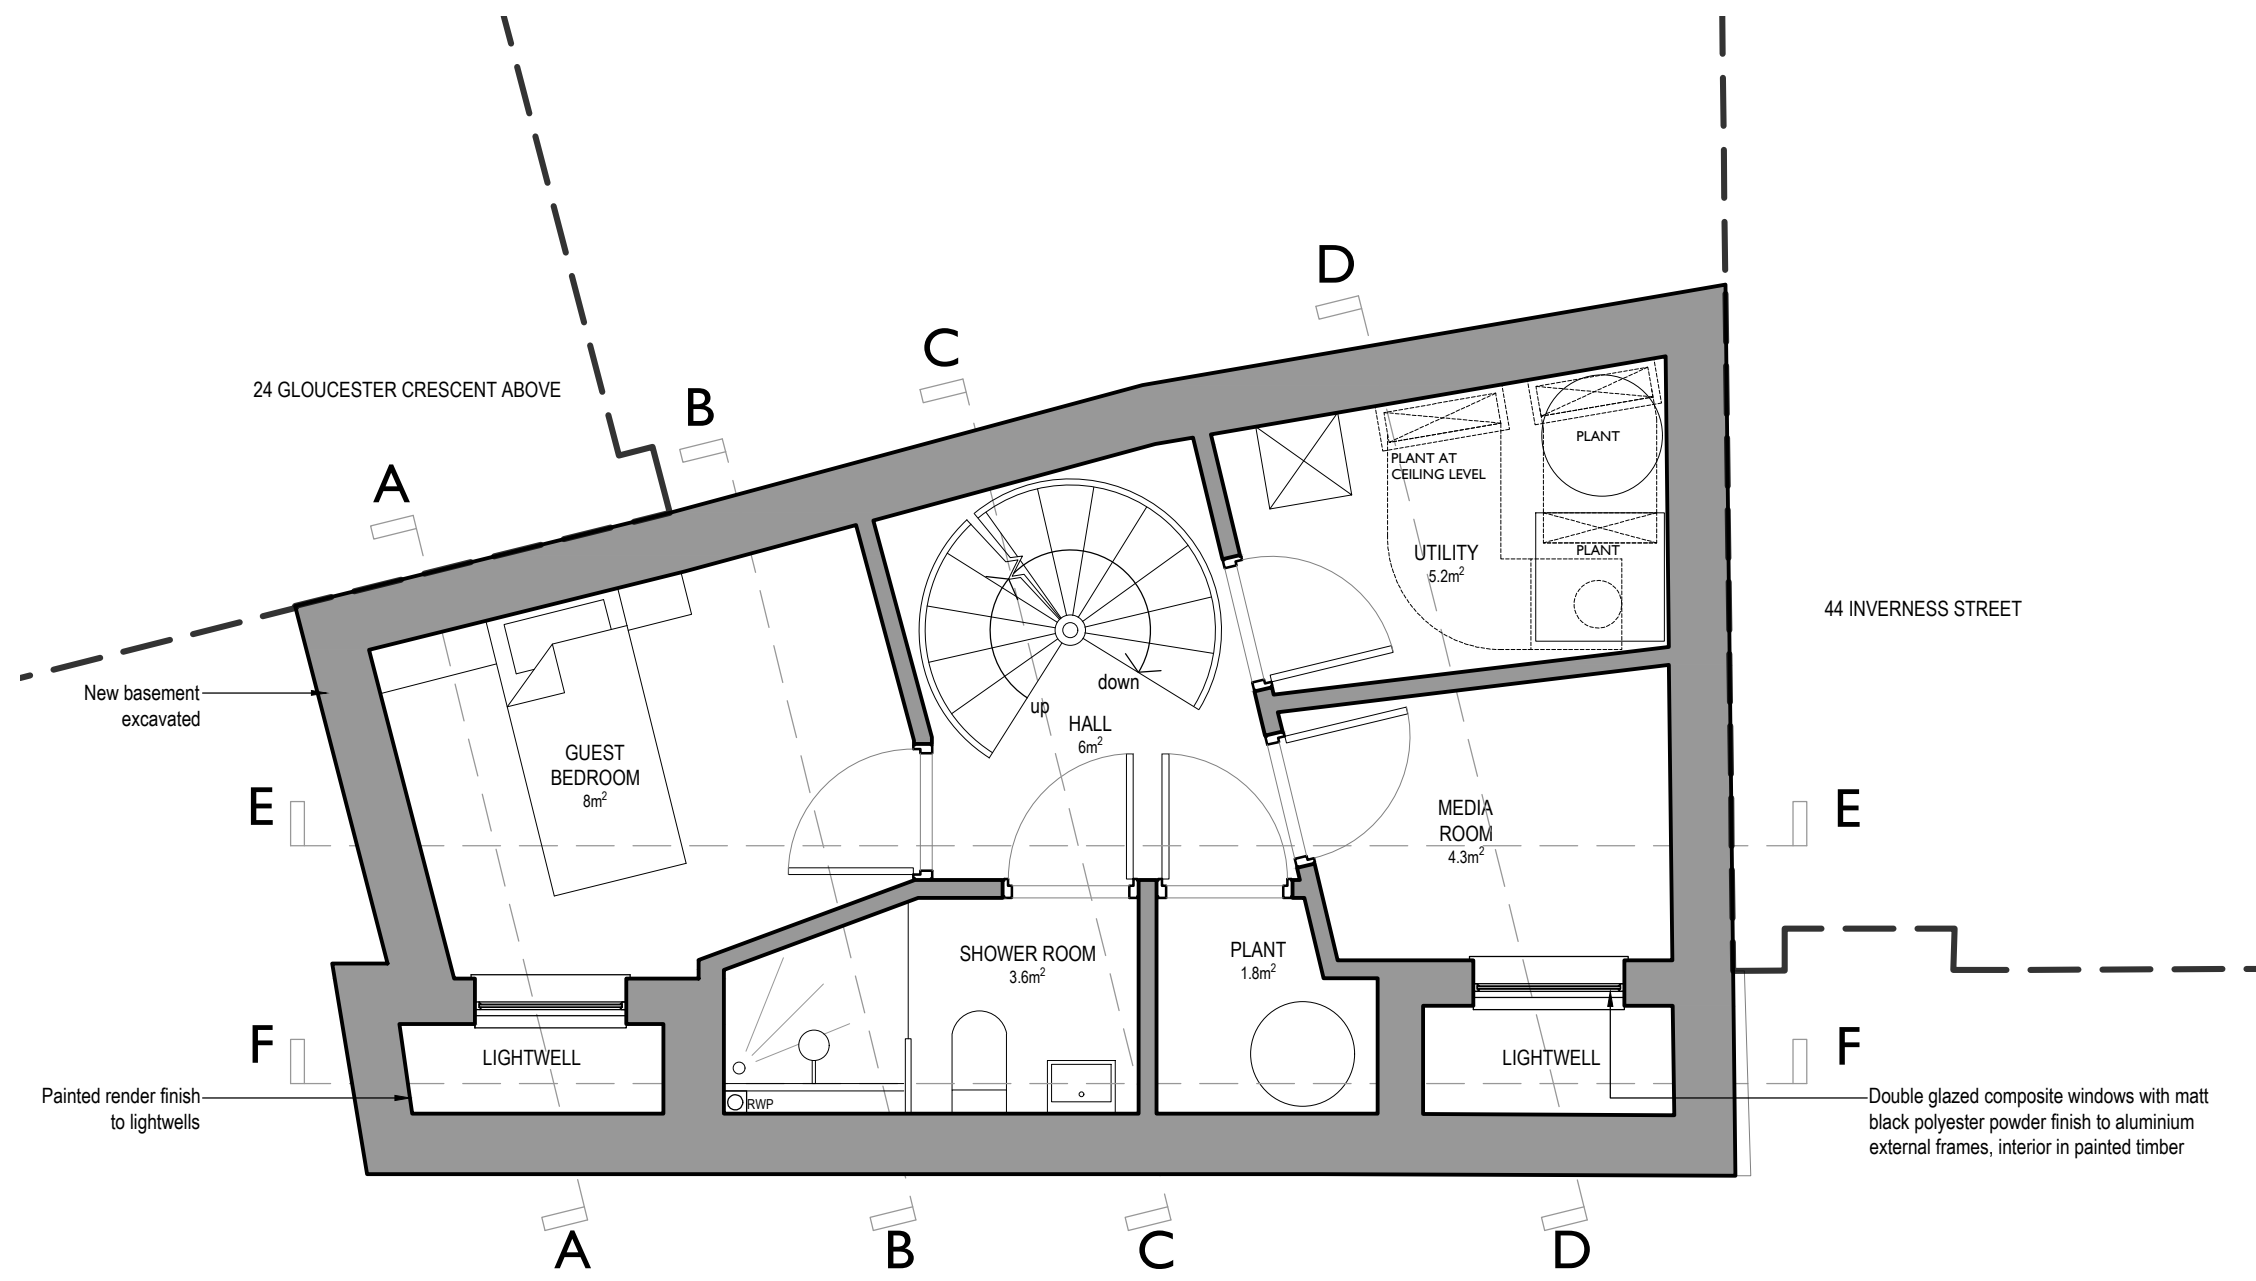 D
C
24 GLOUCESTER CRESCENT ABOVE
B
A
PLANT
PLANT AT
CEILING LEVEL
PLANT
UTILITY
5.2m²
44 INVERNESS STREET
New basement
excavated
down
up
HALL
6m²
GUEST
BEDROOM
8m²
E
MEDIA
ROOM
4.3m²
E
SHOWER ROOM
3.6m²
PLANT
1.8m²
F
LIGHTWELL
LIGHTWELL
F
Painted render finish
to lightwells
RWP
Double glazed composite windows with matt
black polyester powder finish to aluminium
external frames, interior in painted timber
A
B
C
D